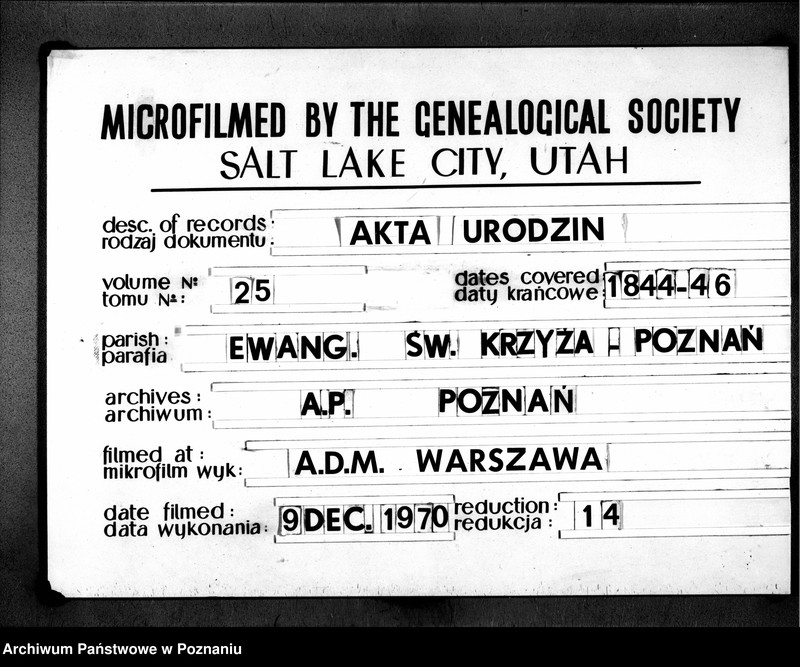 MICROFILMED BY THE GENEALOGICAL SOCIETY
SALT LAKE CITY, UTAH
desc. of records : AKTA URODZIN
rodzaj dokumentu :
volume № 25 dates covered 1844-46
tomu № : daty krańcowe :
parish : EWANG. ŚW. KRZYŻA - POZNAŃ
parafia
archives : A.P. POZNAŃ
archiwum :
filmed at : A.D.M. WARSZAWA
mikrofilm wyk :
date filmed : 9 DEC. 1970 reduction : 14
data wykonania : redukcja :
Archiwum Państwowe w Poznaniu